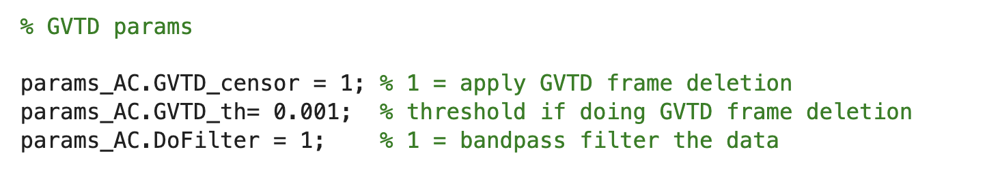 % GVTD params
params_AC.GVTD_censor = 1; % 1 = apply GVTD frame deletion
params_AC.GVTD_th= 0.001;  % threshold if doing GVTD frame deletion
params_AC.DoFilter = 1;    % 1 = bandpass filter the data